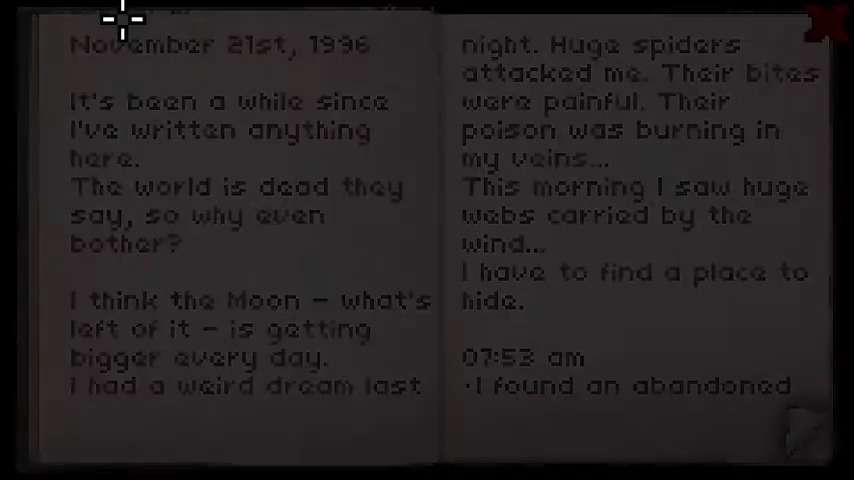 November 21st, 1996
It's been a while since
I've written anything
here.
The world is dead they
say, so why even
bother?
I think the Moon – what's
left of it – is getting
bigger every day.
I had a weird dream last
night. Huge spiders
attacked me. Their bites
were painful. Their
poison was burning in
my veins...
This morning I saw huge
webs carried by the
wind...
I have to find a place to
hide.
07:53 am
·I found an abandoned